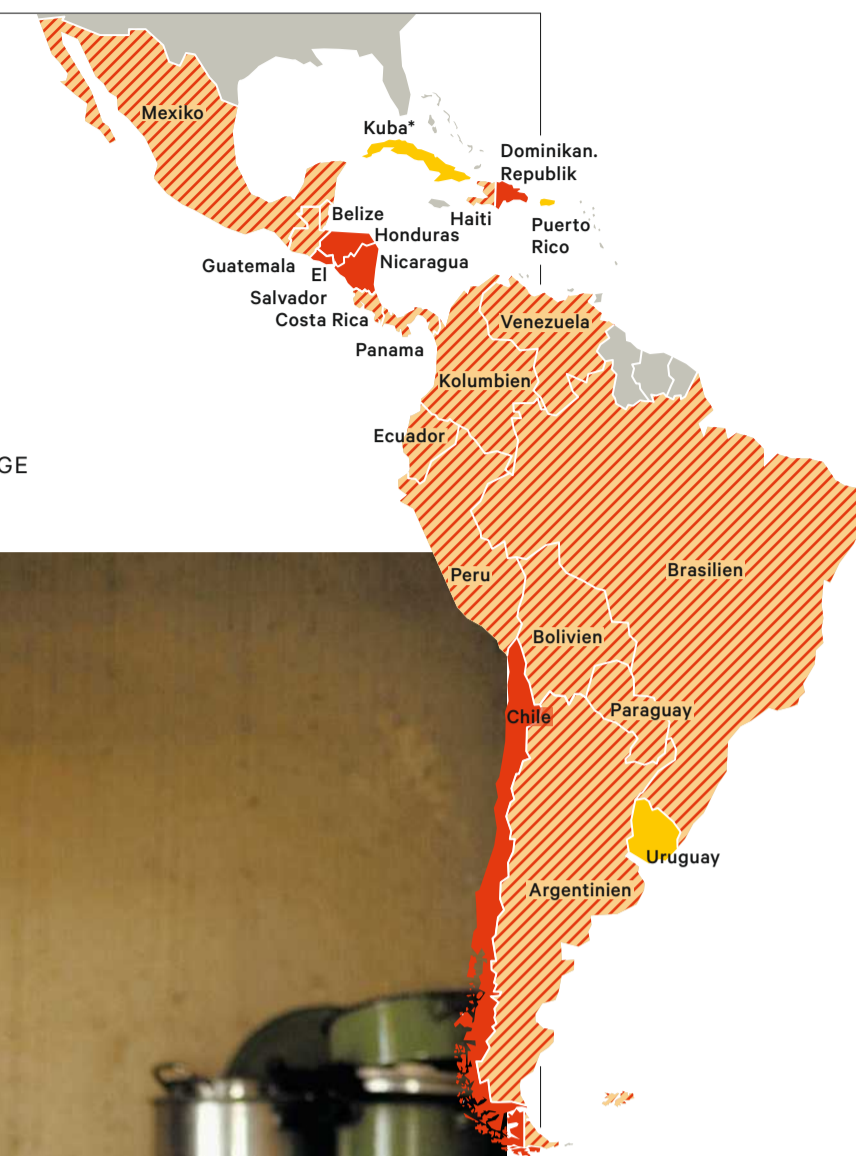 Mexiko
Kuba*
Dominikan.
Republik
Belize
Haiti
Honduras
Puerto
Rico
Guatemala
El
Salvador
Nicaragua
Costa Rica
Panama
Venezuela
Kolumbien
Ecuador
GE
Peru
Brasilien
Bolivien
Chile
Paraguay
Uruguay
Argentinien